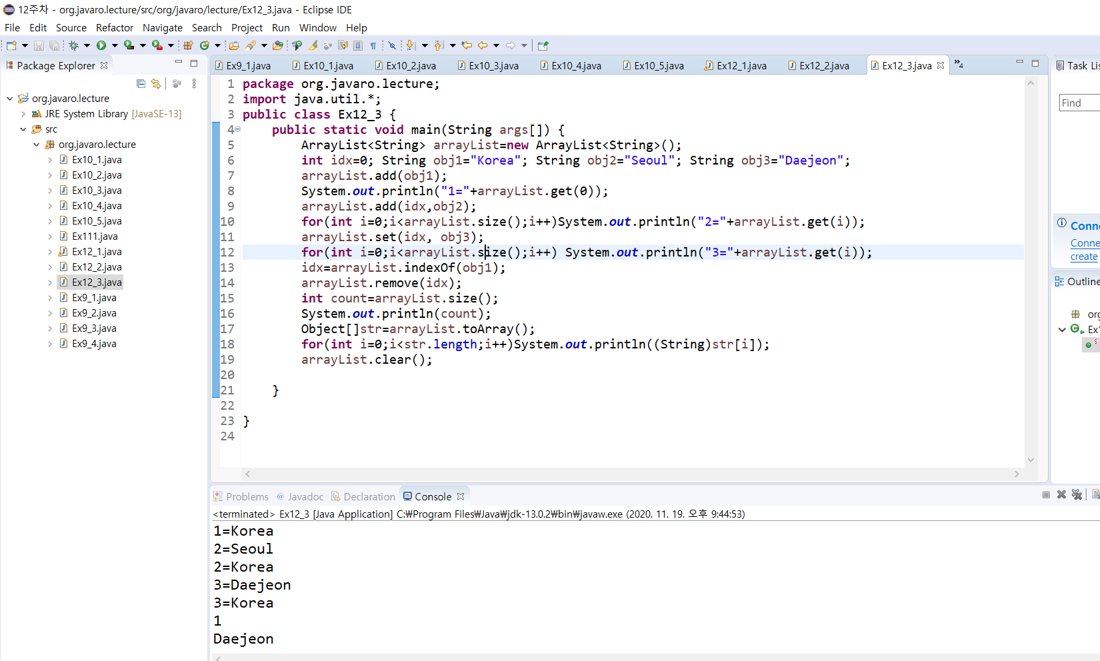 12주차 - org.javaro.lecture/src/org/javaro/lecture/Ex12_3.java - Eclipse IDE
File Edit Source Refactor Navigate Search Project Run Window Help
Package Explorer
Ex9_1.java Ex10_1.java Ex10_2.java Ex10_3.java Ex10_4.java Ex10_5.java Ex12_1.java Ex12_2.java Ex12_3.java »4
Task Lis
Find
org.javaro.lecture
JRE System Library [JavaSE-13]
src
org.javaro.lecture
Ex10_1.java
Ex10_2.java
Ex10_3.java
Ex10_4.java
Ex10_5.java
Ex111.java
Ex12_1.java
Ex12_2.java
Ex12_3.java
Ex9_1.java
Ex9_2.java
Ex9_3.java
Ex9_4.java
1 package org.javaro.lecture;
2 import java.util.*;
3 public class Ex12_3 {
4 public static void main(String args[]) {
5 ArrayList<String> arrayList=new ArrayList<String>();
6 int idx=0; String obj1="Korea"; String obj2="Seoul"; String obj3="Daejeon";
7 arrayList.add(obj1);
8 System.out.println("1="+arrayList.get(0));
9 arrayList.add(idx,obj2);
10 for(int i=0;i<arrayList.size();i++)System.out.println("2="+arrayList.get(i));
11 arrayList.set(idx, obj3);
12 for(int i=0;i<arrayList.size();i++) System.out.println("3="+arrayList.get(i));
13 idx=arrayList.indexOf(obj1);
14 arrayList.remove(idx);
15 int count=arrayList.size();
16 System.out.println(count);
17 Object[]str=arrayList.toArray();
18 for(int i=0;i<str.length;i++)System.out.println((String)str[i]);
19 arrayList.clear();
20
21 }
22
23 }
24
Conne
Conne
create
Outline
org
Ex1
Problems Javadoc Declaration Console
<terminated> Ex12_3 [Java Application] C:₩Program Files₩Java₩jdk-13.0.2₩bin₩javaw.exe (2020. 11. 19. 오후 9:44:53)
1=Korea
2=Seoul
2=Korea
3=Daejeon
3=Korea
1
Daejeon